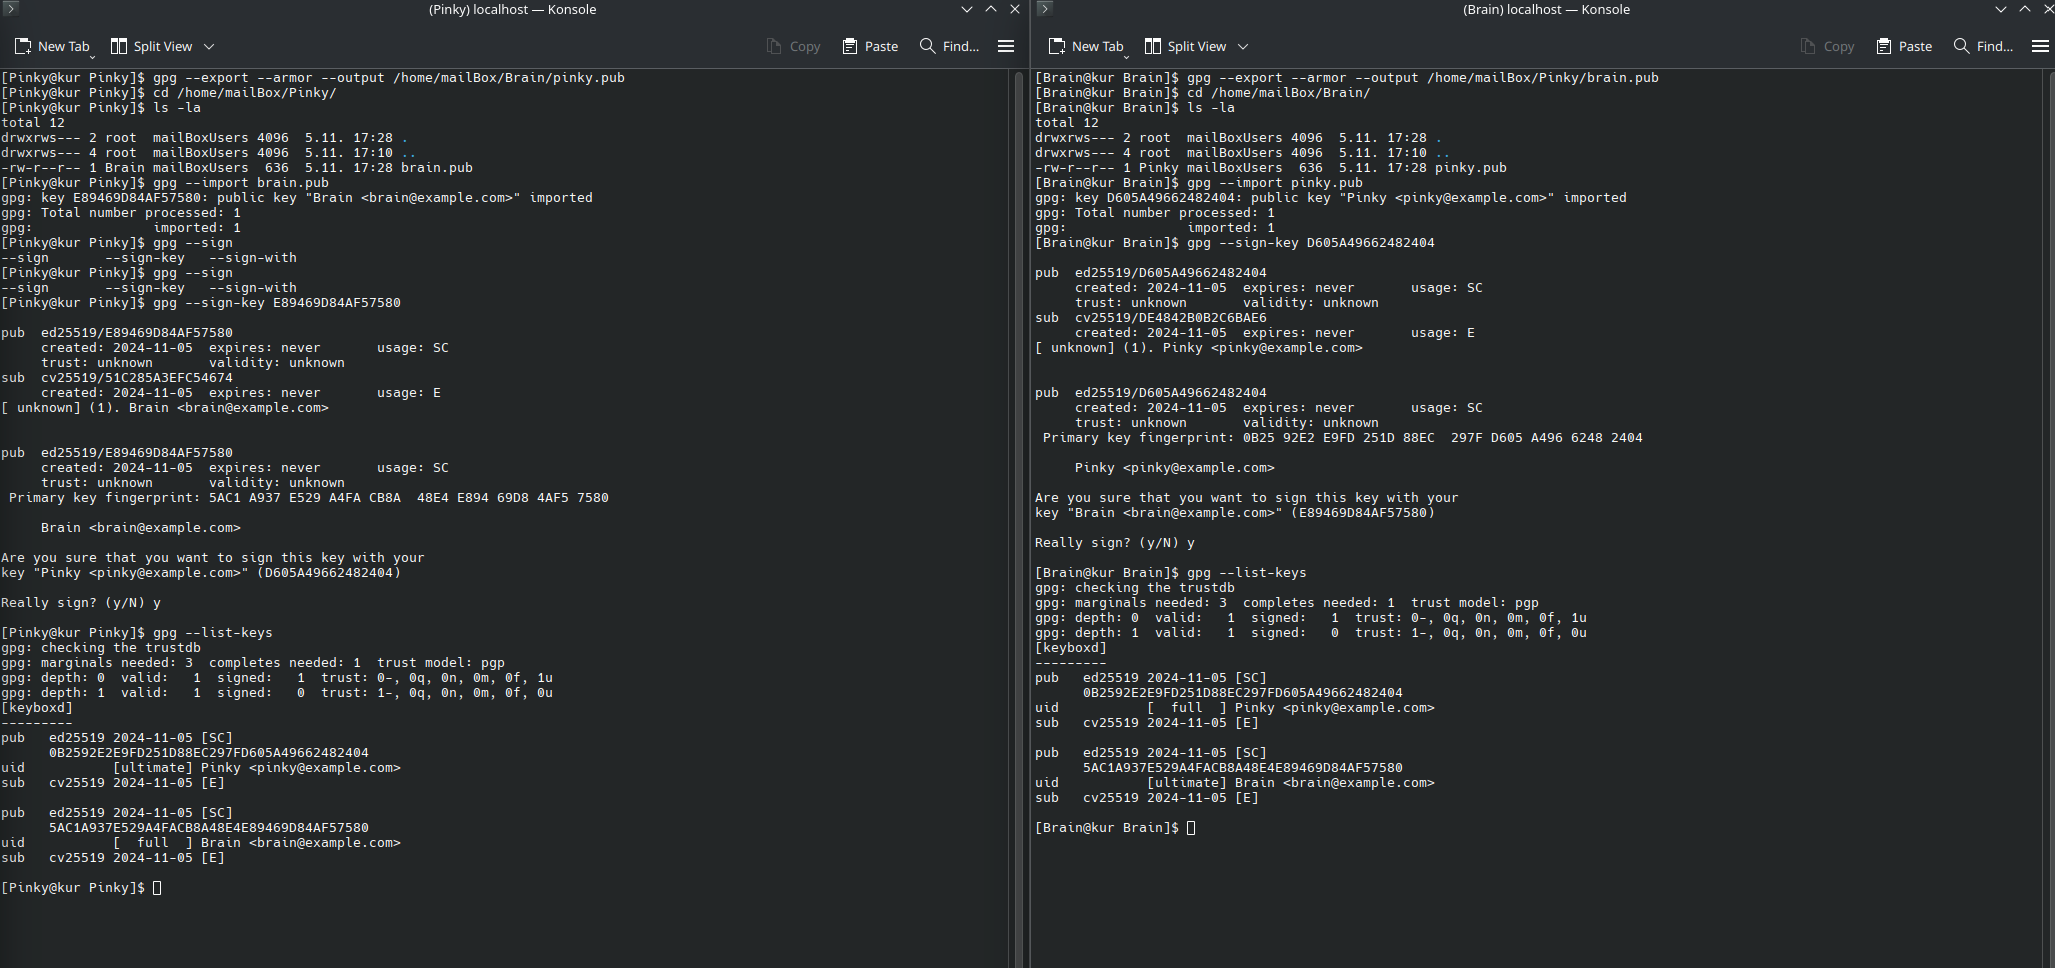 (Pinky) localhost — Konsole
New Tab
Split View
Copy
Paste
Find...
[Pinky@kur Pinky]$ gpg --export --armor --output /home/mailBox/Brain/pinky.pub
[Pinky@kur Pinky]$ cd /home/mailBox/Pinky/
[Pinky@kur Pinky]$ ls -la
total 12
drwxrws--- 2 root  mailBoxUsers 4096  5.11. 17:28 .
drwxrws--- 4 root  mailBoxUsers 4096  5.11. 17:10 ..
-rw-r--r-- 1 Brain mailBoxUsers  636  5.11. 17:28 brain.pub
[Pinky@kur Pinky]$ gpg --import brain.pub
gpg: key E89469D84AF57580: public key "Brain <brain@example.com>" imported
gpg: Total number processed: 1
gpg:               imported: 1
[Pinky@kur Pinky]$ gpg --sign
--sign       --sign-key   --sign-with
[Pinky@kur Pinky]$ gpg --sign
--sign       --sign-key   --sign-with
[Pinky@kur Pinky]$ gpg --sign-key E89469D84AF57580
pub  ed25519/E89469D84AF57580
     created: 2024-11-05  expires: never       usage: SC
     trust: unknown       validity: unknown
sub  cv25519/51C285A3EFC54674
     created: 2024-11-05  expires: never       usage: E
[ unknown] (1). Brain <brain@example.com>
pub  ed25519/E89469D84AF57580
     created: 2024-11-05  expires: never       usage: SC
     trust: unknown       validity: unknown
 Primary key fingerprint: 5AC1 A937 E529 A4FA CB8A  48E4 E894 69D8 4AF5 7580
     Brain <brain@example.com>
Are you sure that you want to sign this key with your
key "Pinky <pinky@example.com>" (D605A49662482404)
Really sign? (y/N) y
[Pinky@kur Pinky]$ gpg --list-keys
gpg: checking the trustdb
gpg: marginals needed: 3  completes needed: 1  trust model: pgp
gpg: depth: 0  valid:   1  signed:   1  trust: 0-, 0q, 0n, 0m, 0f, 1u
gpg: depth: 1  valid:   1  signed:   0  trust: 1-, 0q, 0n, 0m, 0f, 0u
[keyboxd]
---------
pub   ed25519 2024-11-05 [SC]
      0B2592E2E9FD251D88EC297FD605A49662482404
uid           [ultimate] Pinky <pinky@example.com>
sub   cv25519 2024-11-05 [E]
pub   ed25519 2024-11-05 [SC]
      5AC1A937E529A4FACB8A48E4E89469D84AF57580
uid           [  full  ] Brain <brain@example.com>
sub   cv25519 2024-11-05 [E]
[Pinky@kur Pinky]$
(Brain) localhost — Konsole
New Tab
Split View
Copy
Paste
Find...
[Brain@kur Brain]$ gpg --export --armor --output /home/mailBox/Pinky/brain.pub
[Brain@kur Brain]$ cd /home/mailBox/Brain/
[Brain@kur Brain]$ ls -la
total 12
drwxrws--- 2 root  mailBoxUsers 4096  5.11. 17:28 .
drwxrws--- 4 root  mailBoxUsers 4096  5.11. 17:10 ..
-rw-r--r-- 1 Pinky mailBoxUsers  636  5.11. 17:28 pinky.pub
[Brain@kur Brain]$ gpg --import pinky.pub
gpg: key D605A49662482404: public key "Pinky <pinky@example.com>" imported
gpg: Total number processed: 1
gpg:               imported: 1
[Brain@kur Brain]$ gpg --sign-key D605A49662482404
pub  ed25519/D605A49662482404
     created: 2024-11-05  expires: never       usage: SC
     trust: unknown       validity: unknown
sub  cv25519/DE4842B0B2C6BAE6
     created: 2024-11-05  expires: never       usage: E
[ unknown] (1). Pinky <pinky@example.com>
pub  ed25519/D605A49662482404
     created: 2024-11-05  expires: never       usage: SC
     trust: unknown       validity: unknown
 Primary key fingerprint: 0B25 92E2 E9FD 251D 88EC  297F D605 A496 6248 2404
     Pinky <pinky@example.com>
Are you sure that you want to sign this key with your
key "Brain <brain@example.com>" (E89469D84AF57580)
Really sign? (y/N) y
[Brain@kur Brain]$ gpg --list-keys
gpg: checking the trustdb
gpg: marginals needed: 3  completes needed: 1  trust model: pgp
gpg: depth: 0  valid:   1  signed:   1  trust: 0-, 0q, 0n, 0m, 0f, 1u
gpg: depth: 1  valid:   1  signed:   0  trust: 1-, 0q, 0n, 0m, 0f, 0u
[keyboxd]
---------
pub   ed25519 2024-11-05 [SC]
      0B2592E2E9FD251D88EC297FD605A49662482404
uid           [  full  ] Pinky <pinky@example.com>
sub   cv25519 2024-11-05 [E]
pub   ed25519 2024-11-05 [SC]
      5AC1A937E529A4FACB8A48E4E89469D84AF57580
uid           [ultimate] Brain <brain@example.com>
sub   cv25519 2024-11-05 [E]
[Brain@kur Brain]$